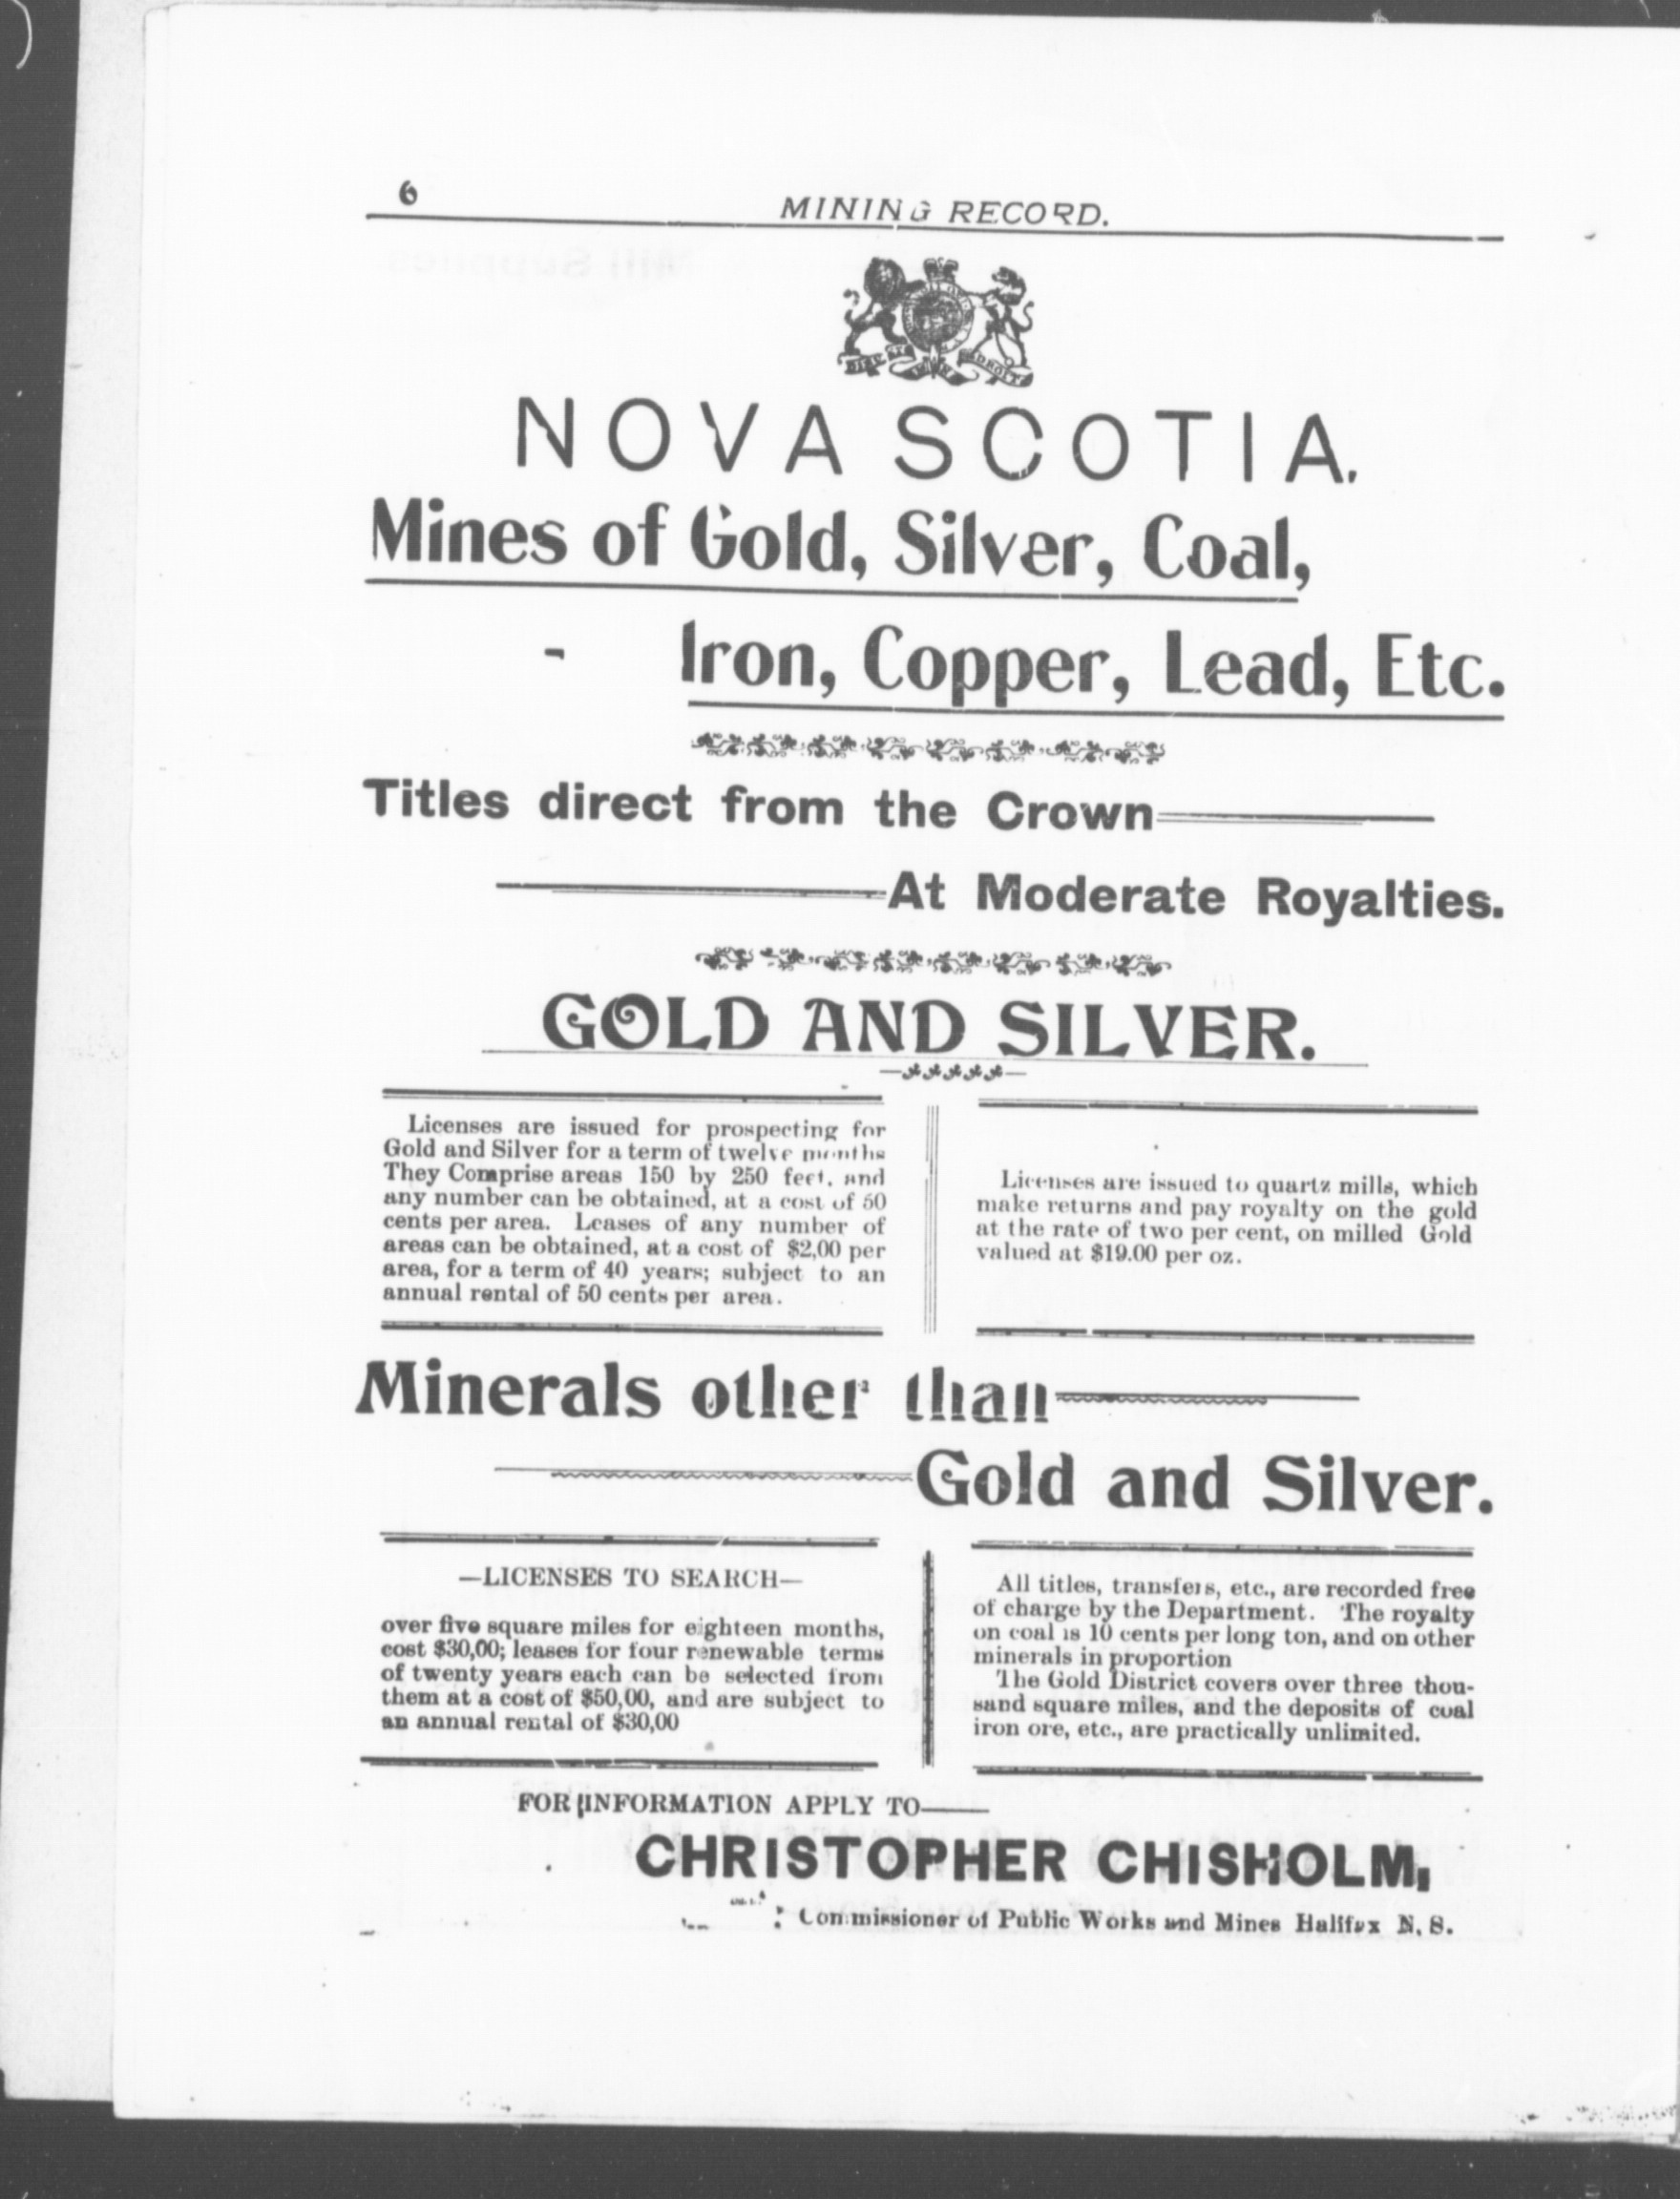 6
MINING RECORD.
NOVA SCOTIA.
Mines of Gold, Silver, Coal,
- Iron, Copper, Lead, Etc.
Titles direct from the Crown
At Moderate Royalties.
GOLD AND SILVER.
Licenses are issued for prospecting for
Gold and Silver for a term of twelve months
They Comprise areas 150 by 250 feet, and
any number can be obtained, at a cost of 50
cents per area. Leases of any number of
areas can be obtained, at a cost of $2,00 per
area, for a term of 40 years; subject to an
annual rental of 50 cents per area.
Licenses are issued to quartz mills, which
make returns and pay royalty on the gold
at the rate of two per cent, on milled Gold
valued at $19.00 per oz.
Minerals other than
Gold and Silver.
—LICENSES TO SEARCH—
over five square miles for eighteen months,
cost $30,00; leases for four renewable terms
of twenty years each can be selected from
them at a cost of $50,00, and are subject to
an annual rental of $30,00
All titles, transfers, etc., are recorded free
of charge by the Department. The royalty
on coal is 10 cents per long ton, and on other
minerals in proportion
The Gold District covers over three thou-
sand square miles, and the deposits of coal
iron ore, etc., are practically unlimited.
FOR INFORMATION APPLY TO——
CHRISTOPHER CHISHOLM,
Commissioner of Public Works and Mines Halifax N. S.